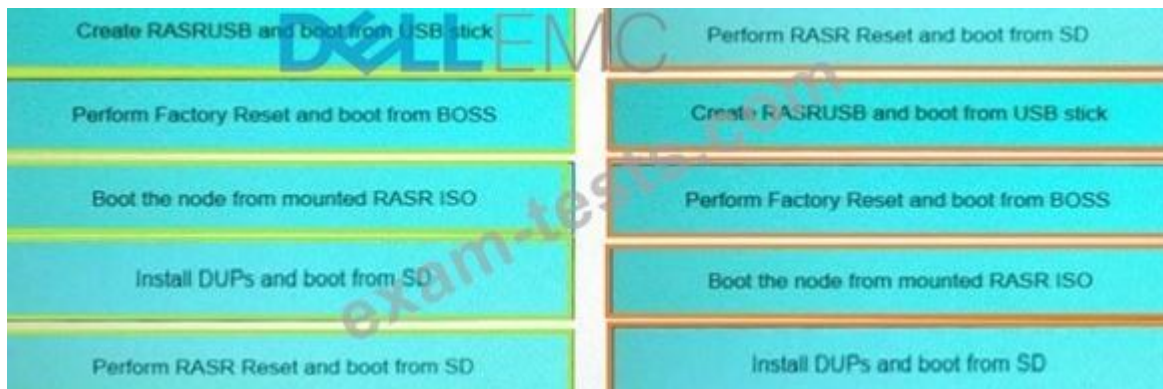 Create RASRUSB and boot from USB stick
Perform Factory Reset and boot from BOSS
Boot the node from mounted RASR ISO
Install DUPs and boot from SD
Perform RASR Reset and boot from SD
Perform RASR Reset and boot from SD
Create RASRUSB and boot from USB stick
Perform Factory Reset and boot from BOSS
Boot the node from mounted RASR ISO
Install DUPs and boot from SD
DELLEMC
exam-tests.com